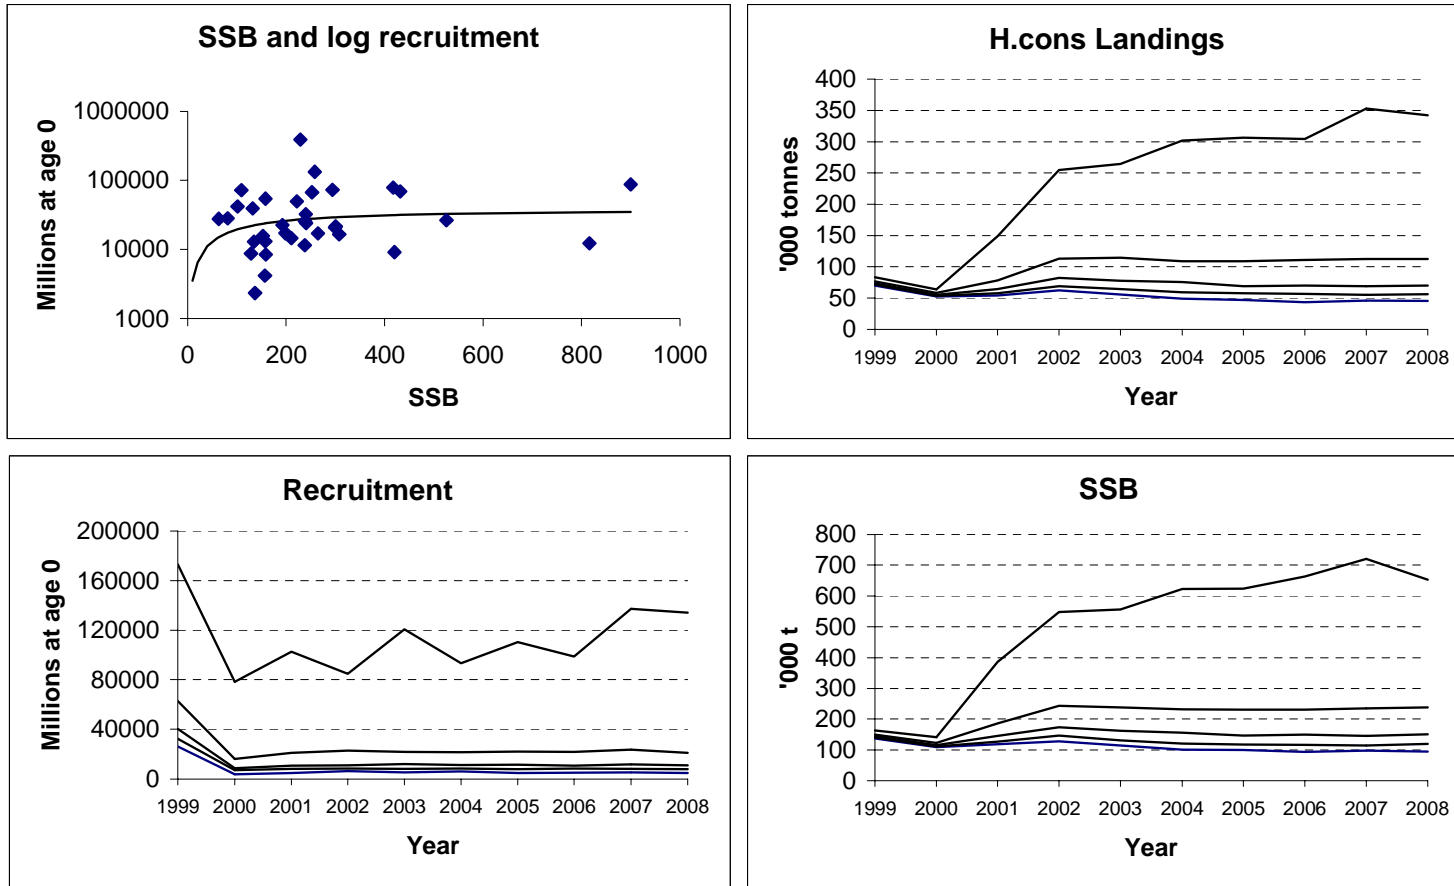 SSB and log recruitment
1000000
100000
10000
1000
Millions at age 0
0 200 400 600 800 1000
SSB
H.cons Landings
400
350
300
250
200
150
100
50
0
'000 tonnes
1999 2000 2001 2002 2003 2004 2005 2006 2007 2008
Year
Recruitment
200000
160000
120000
80000
40000
0
Millions at age 0
1999 2000 2001 2002 2003 2004 2005 2006 2007 2008
Year
SSB
800
700
600
500
400
300
200
100
0
'000 t
1999 2000 2001 2002 2003 2004 2005 2006 2007 2008
Year